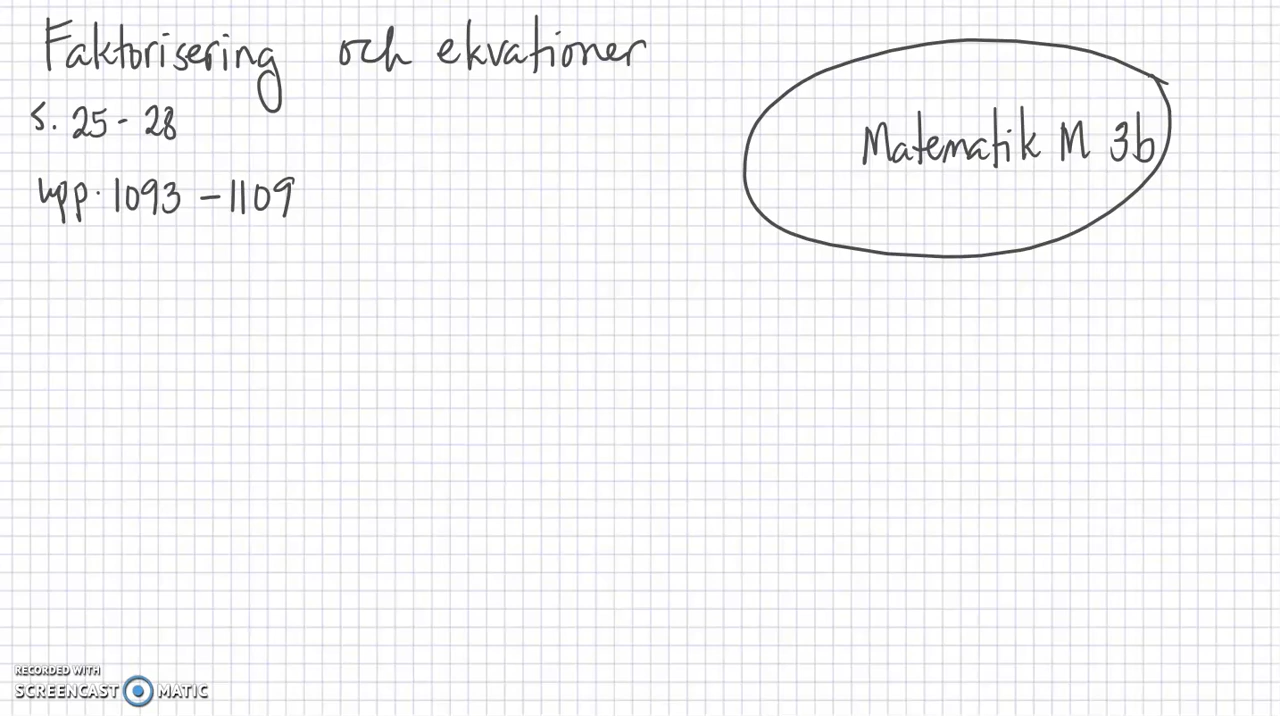 Faktorisering och ekvationer
s. 25 - 28
Matematik M 3b
upp. 1093 - 1109
RECORDED WITH
SCREENCAST MATIC